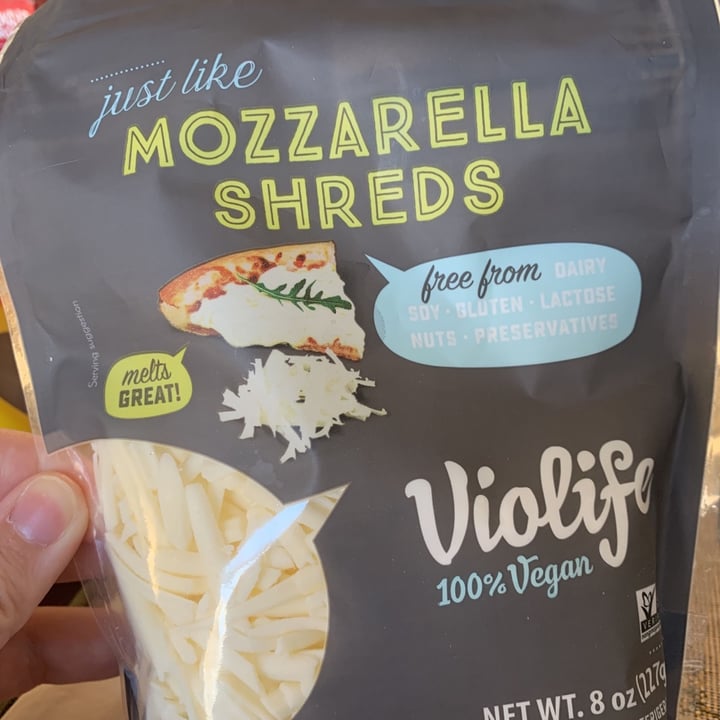 just like
MOZZARELLA
SHREDS
free from DAIRY
SOY · GLUTEN · LACTOSE
NUTS · PRESERVATIVES
Serving suggestion
melts
GREAT!
Violife
100% Vegan
NET WT. 8 oz (227g